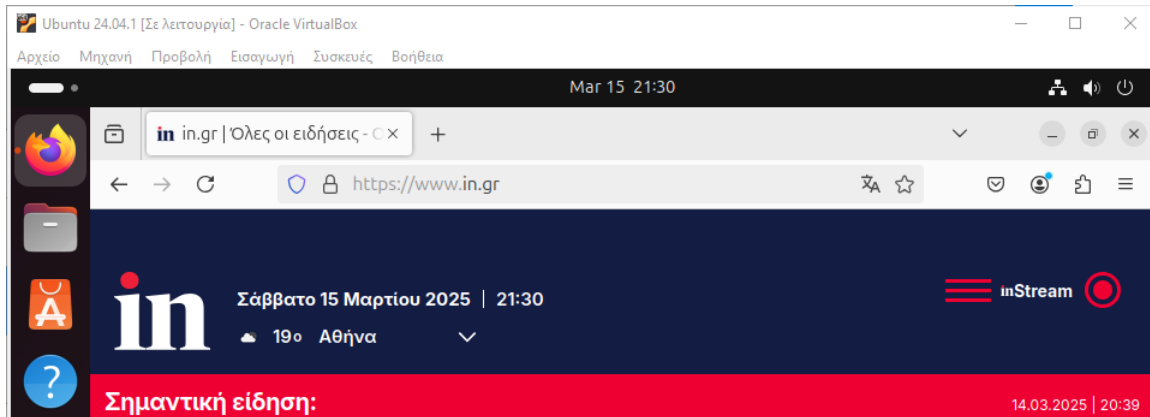 Ubuntu 24.04.1 [Σε λειτουργία] - Oracle VirtualBox
Αρχείο Μηχανή Προβολή Εισαγωγή Συσκευές Βοήθεια
Mar 15 21:30
in in.gr | Όλες οι ειδήσεις - Ο
https://www.in.gr
in
Σάββατο 15 Μαρτίου 2025 | 21:30
inStream
19ο Αθήνα
Σημαντική είδηση:
14.03.2025 | 20:39